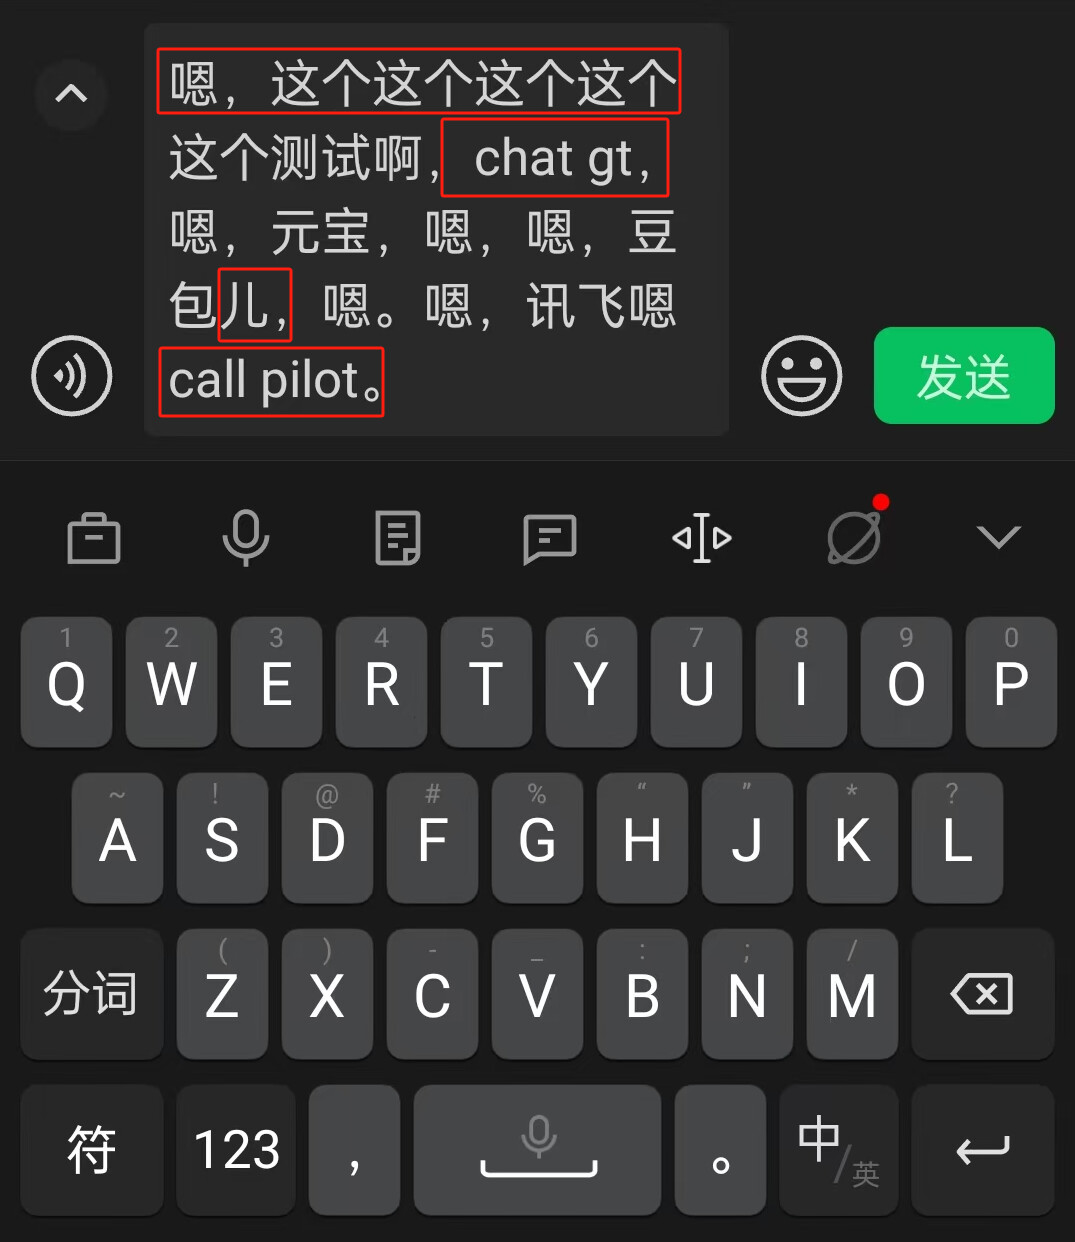 嗯，这个这个这个这个
这个测试啊， chat gt，
嗯，元宝，嗯，嗯，豆
包儿，嗯。嗯，讯飞嗯
call pilot。
发送
1 2 3 4 5 6 7 8 9 0
Q W E R T Y U I O P
~ ! @ # % “ ” * ?
A S D F G H J K L
( ) - _ : ; /
分词 Z X C V B N M
符 123 ， 。 中/英